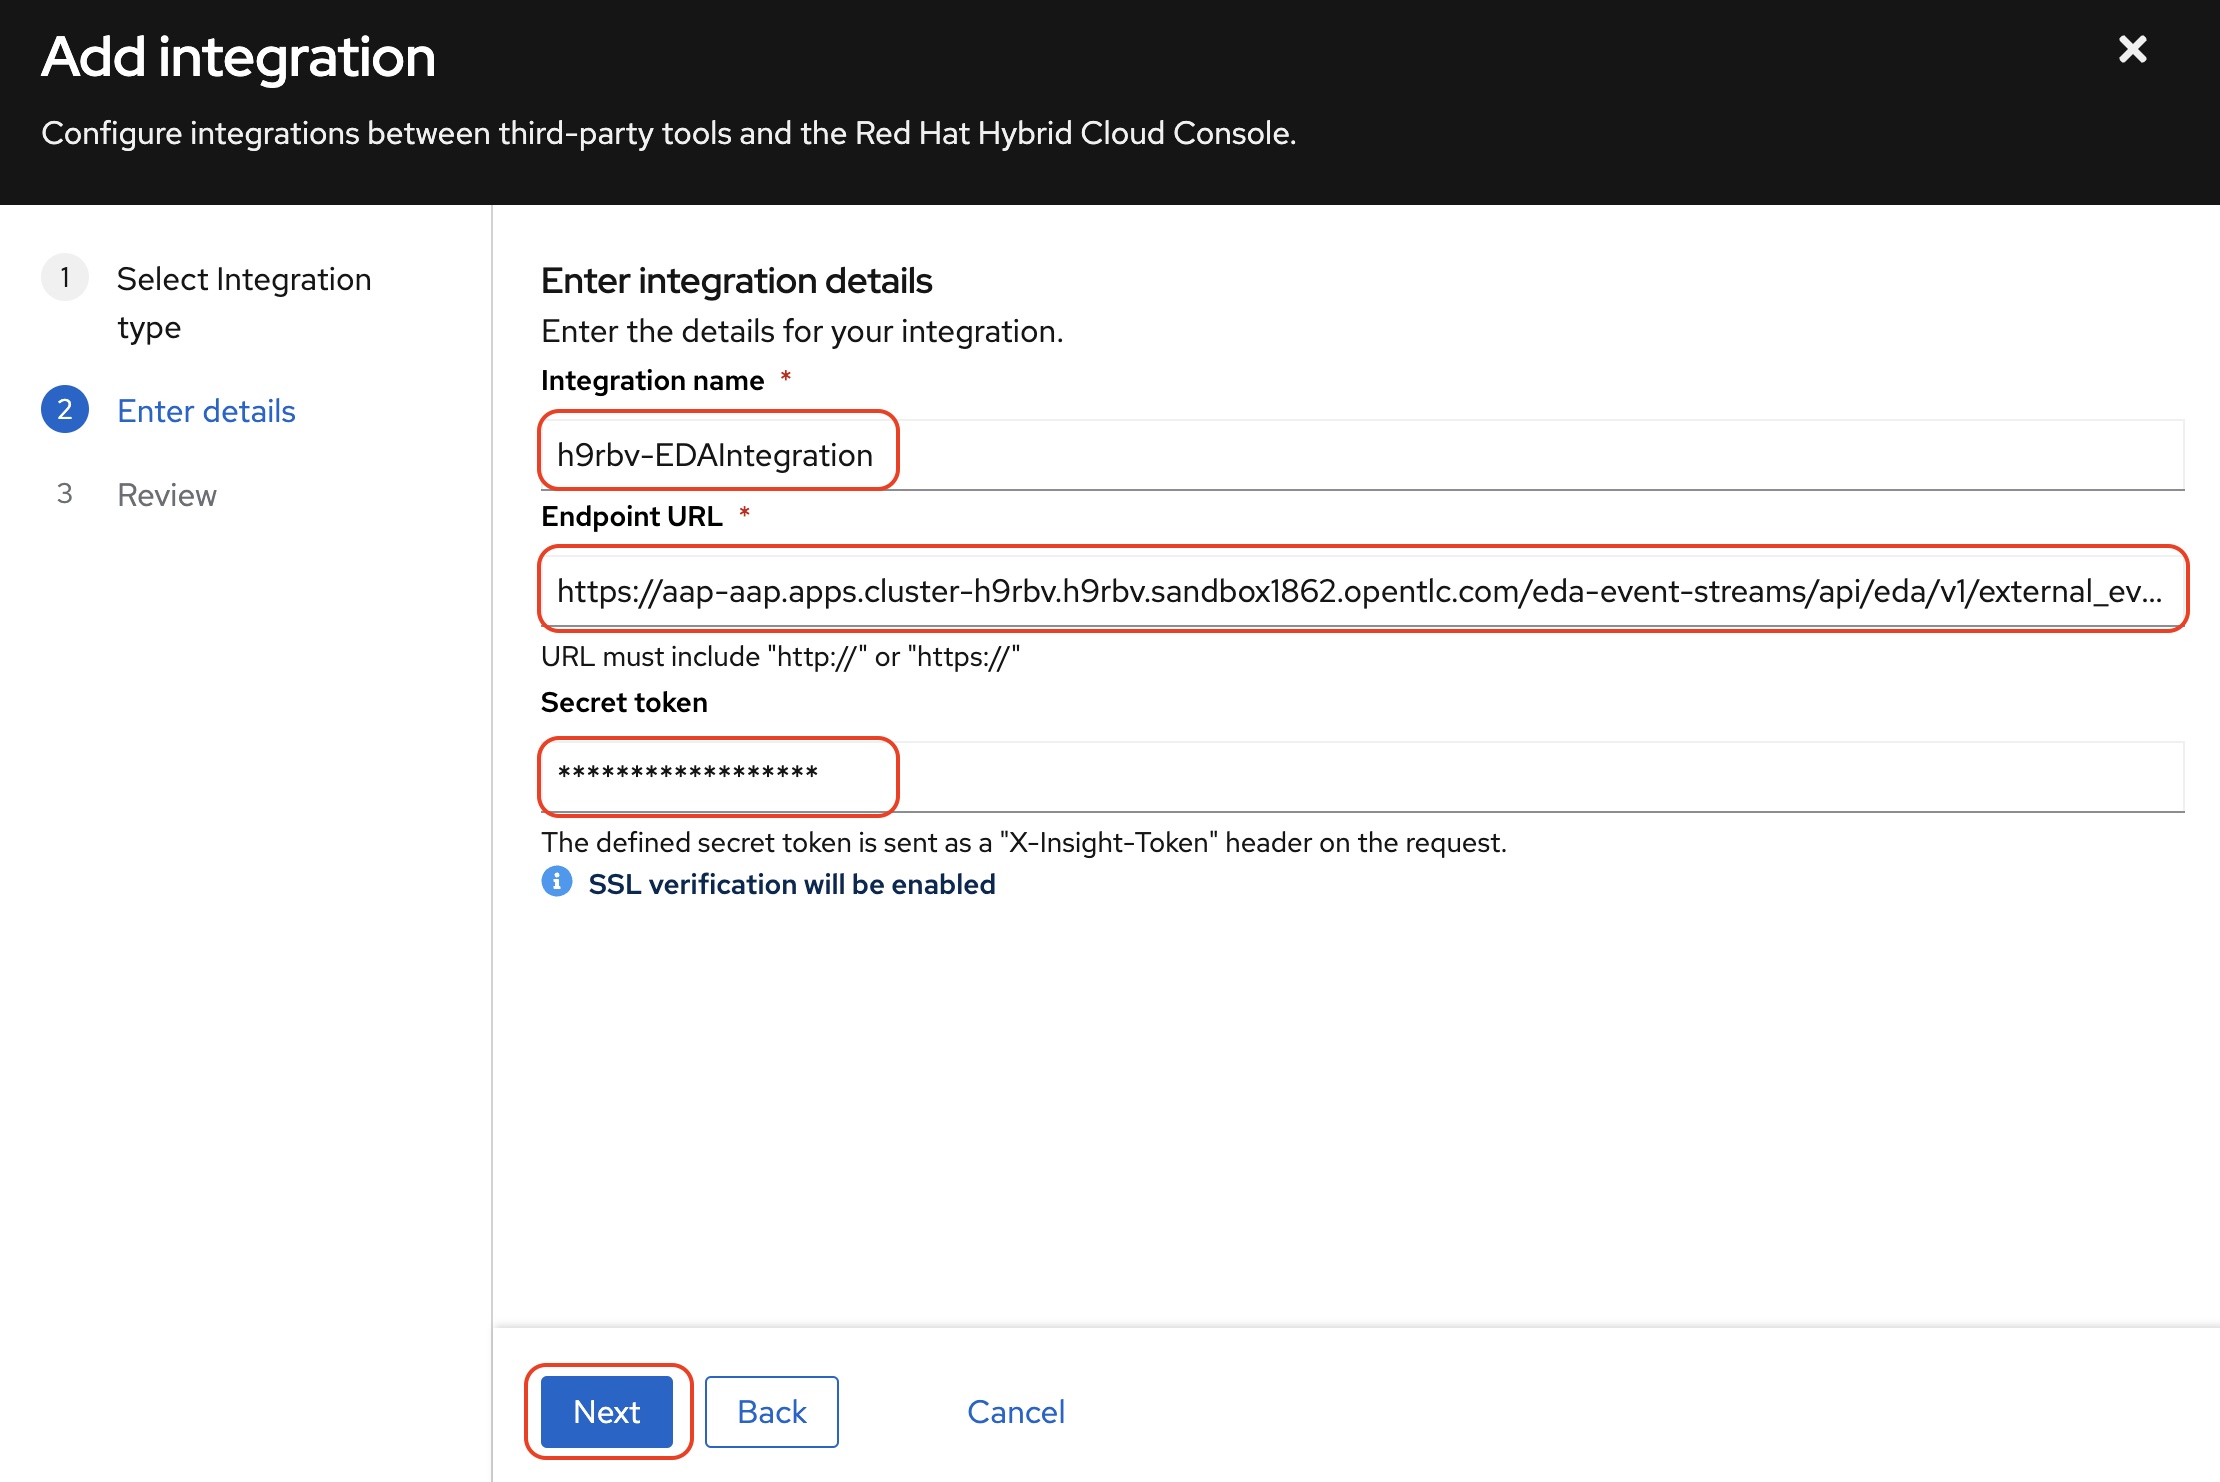 Add integration
Configure integrations between third-party tools and the Red Hat Hybrid Cloud Console.
1 Select Integration
type
2 Enter details
3 Review
Enter integration details
Enter the details for your integration.
Integration name *
h9rbv-EDAIntegration
Endpoint URL *
https://aap-aap.apps.cluster-h9rbv.h9rbv.sandbox1862.opentlc.com/eda-event-streams/api/eda/v1/external_ev...
URL must include "http://" or "https://"
Secret token
******************
The defined secret token is sent as a "X-Insight-Token" header on the request.
SSL verification will be enabled
Next Back Cancel